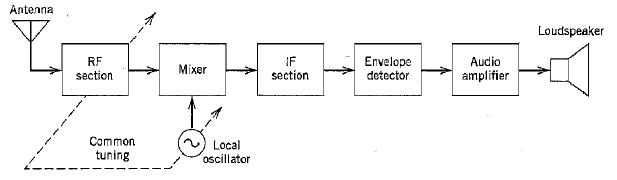 Antenna
Loudspeaker
RF
section
Mixer
IF
section
Envelope
detector
Audio
amplifier
Common
tuning
Local
oscillator